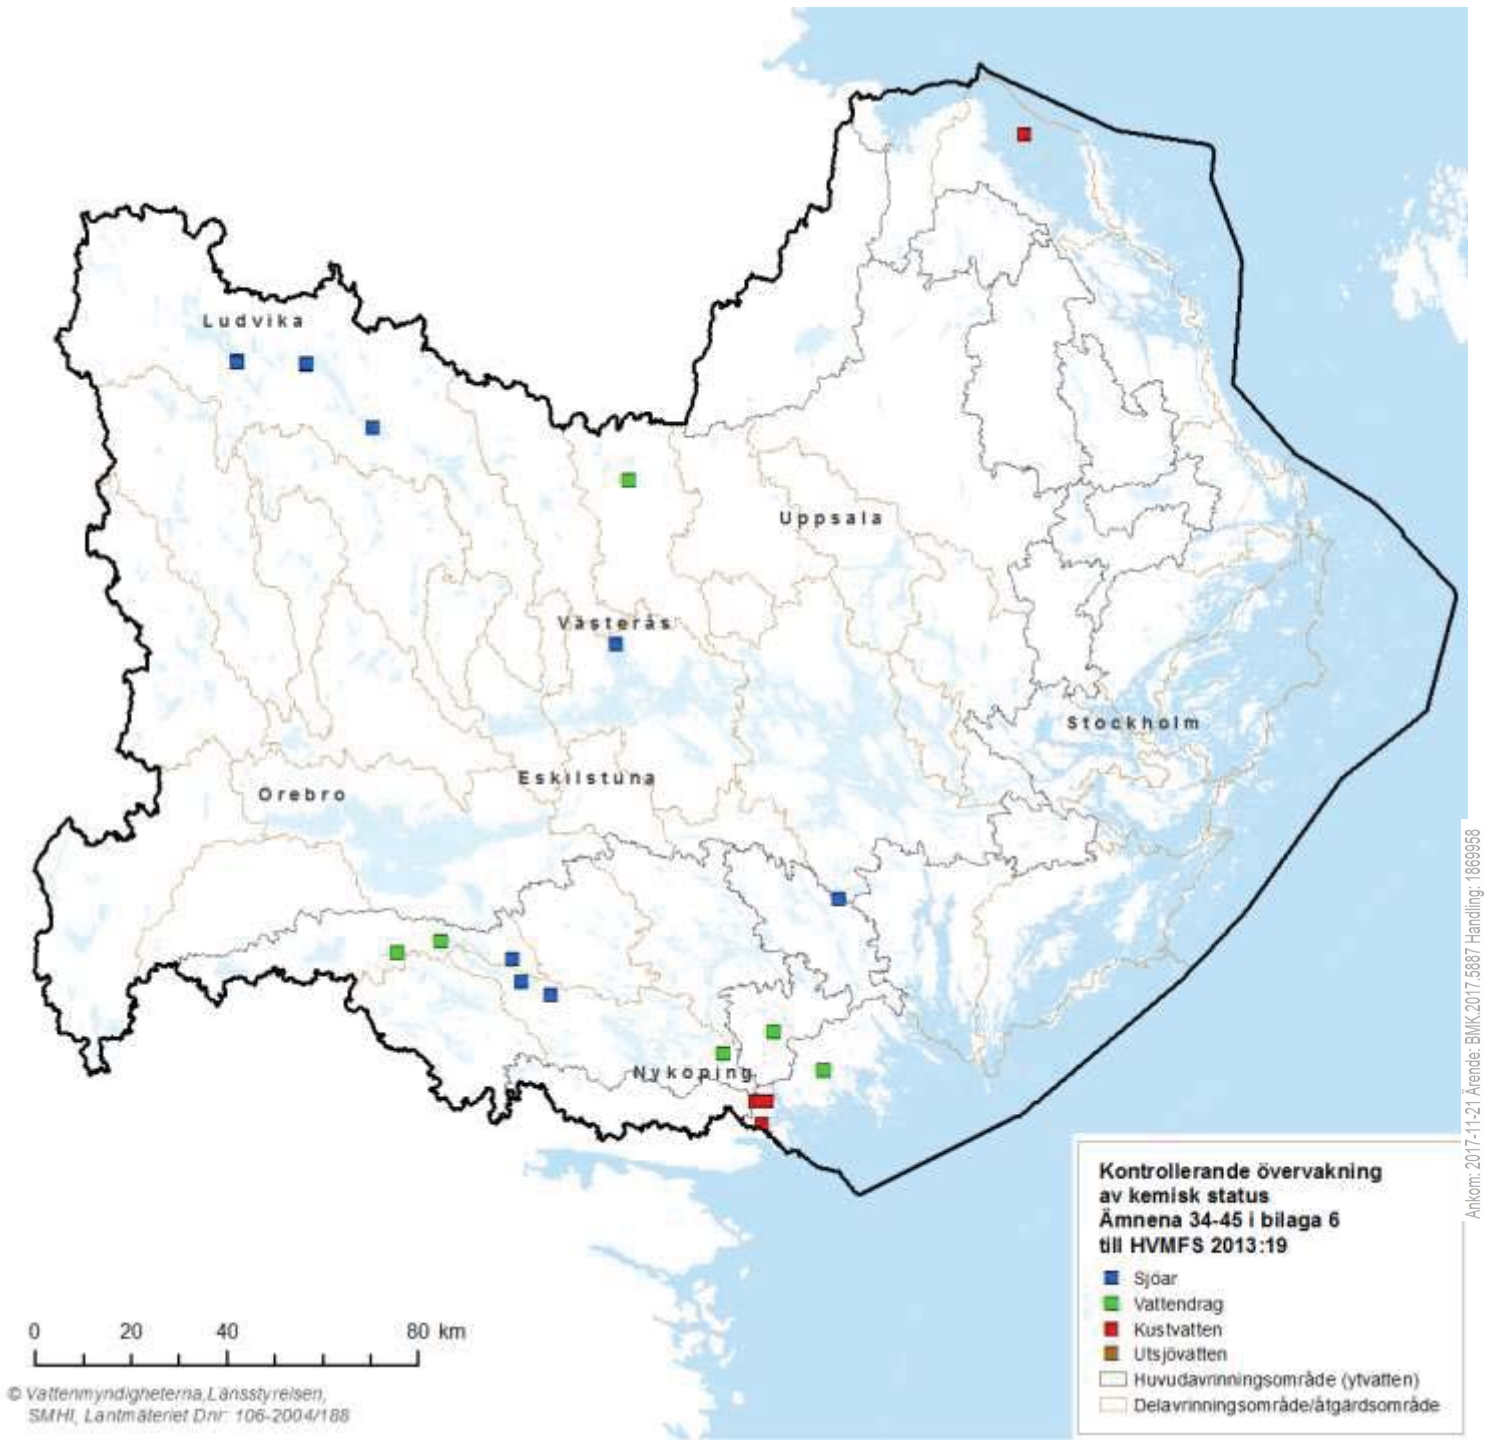 Ludvika
Uppsala
Västerås
Stockholm
Eskilstuna
Örebro
Nyköping
Kontrollerande övervakning
av kemisk status
Ämnena 34-45 i bilaga 6
till HVMFS 2013:19
Sjöar
Vattendrag
Kustvatten
Utsjövatten
Huvudavrinningsområde (ytvatten)
Delavrinningsområde/åtgärdsområde
0 20 40 80 km
© Vattenmyndigheterna,Länsstyrelsen,
SMHI, Lantmäteriet Dnr: 106-2004/188
Ankom: 2017-11-21 Ärende: BMK.2017.5887 Handling: 1869958